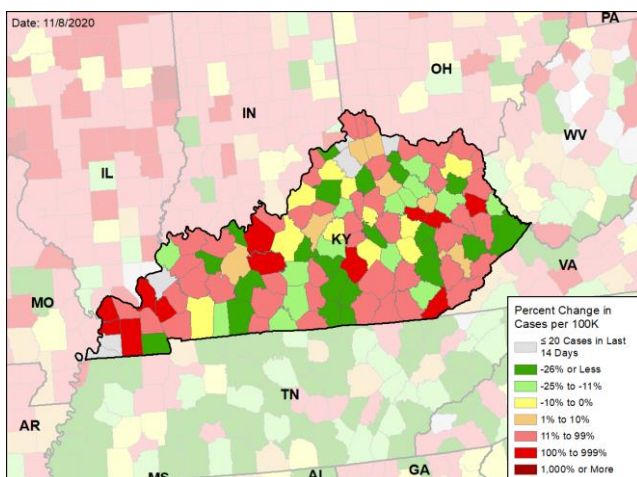 Date: 11/8/2020
PA
OH
IN
WV
IL
KY
VA
MO
TN
AR
MS
AL
GA
Percent Change in
Cases per 100K
≤ 20 Cases in Last
14 Days
-26% or Less
-25% to -11%
-10% to 0%
1% to 10%
11% to 99%
100% to 999%
1,000% or More